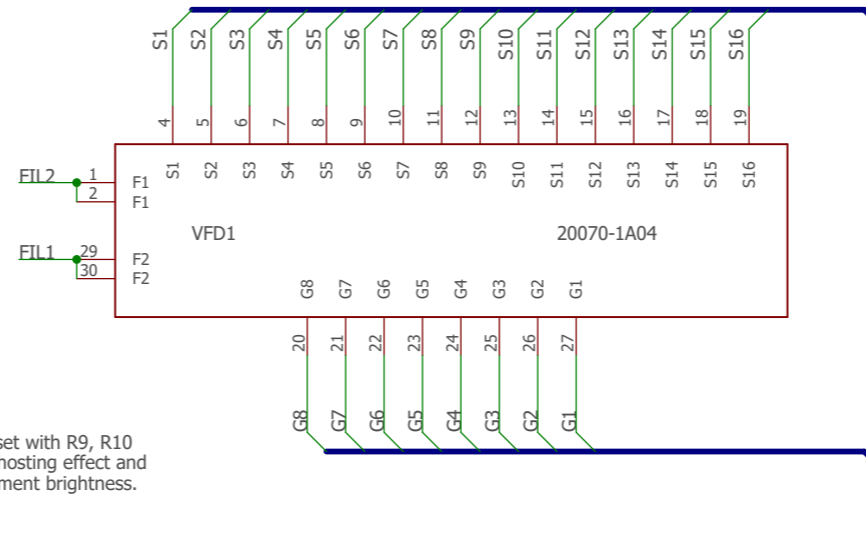 S1 S2 S3 S4 S5 S6 S7 S8 S9 S10 S11 S12 S13 S14 S15 S16
4 5 6 7 8 9 10 11 12 13 14 15 16 17 18 19
S1 S2 S3 S4 S5 S6 S7 S8 S9 S10 S11 S12 S13 S14 S15 S16
FIL2 1 F1
2 F1
VFD1 20070-1A04
FIL1 29 F2
30 F2
G8 G7 G6 G5 G4 G3 G2 G1
20 21 22 23 24 25 26 27
G8 G7 G6 G5 G4 G3 G2 G1
set with R9, R10
hosting effect and
ment brightness.